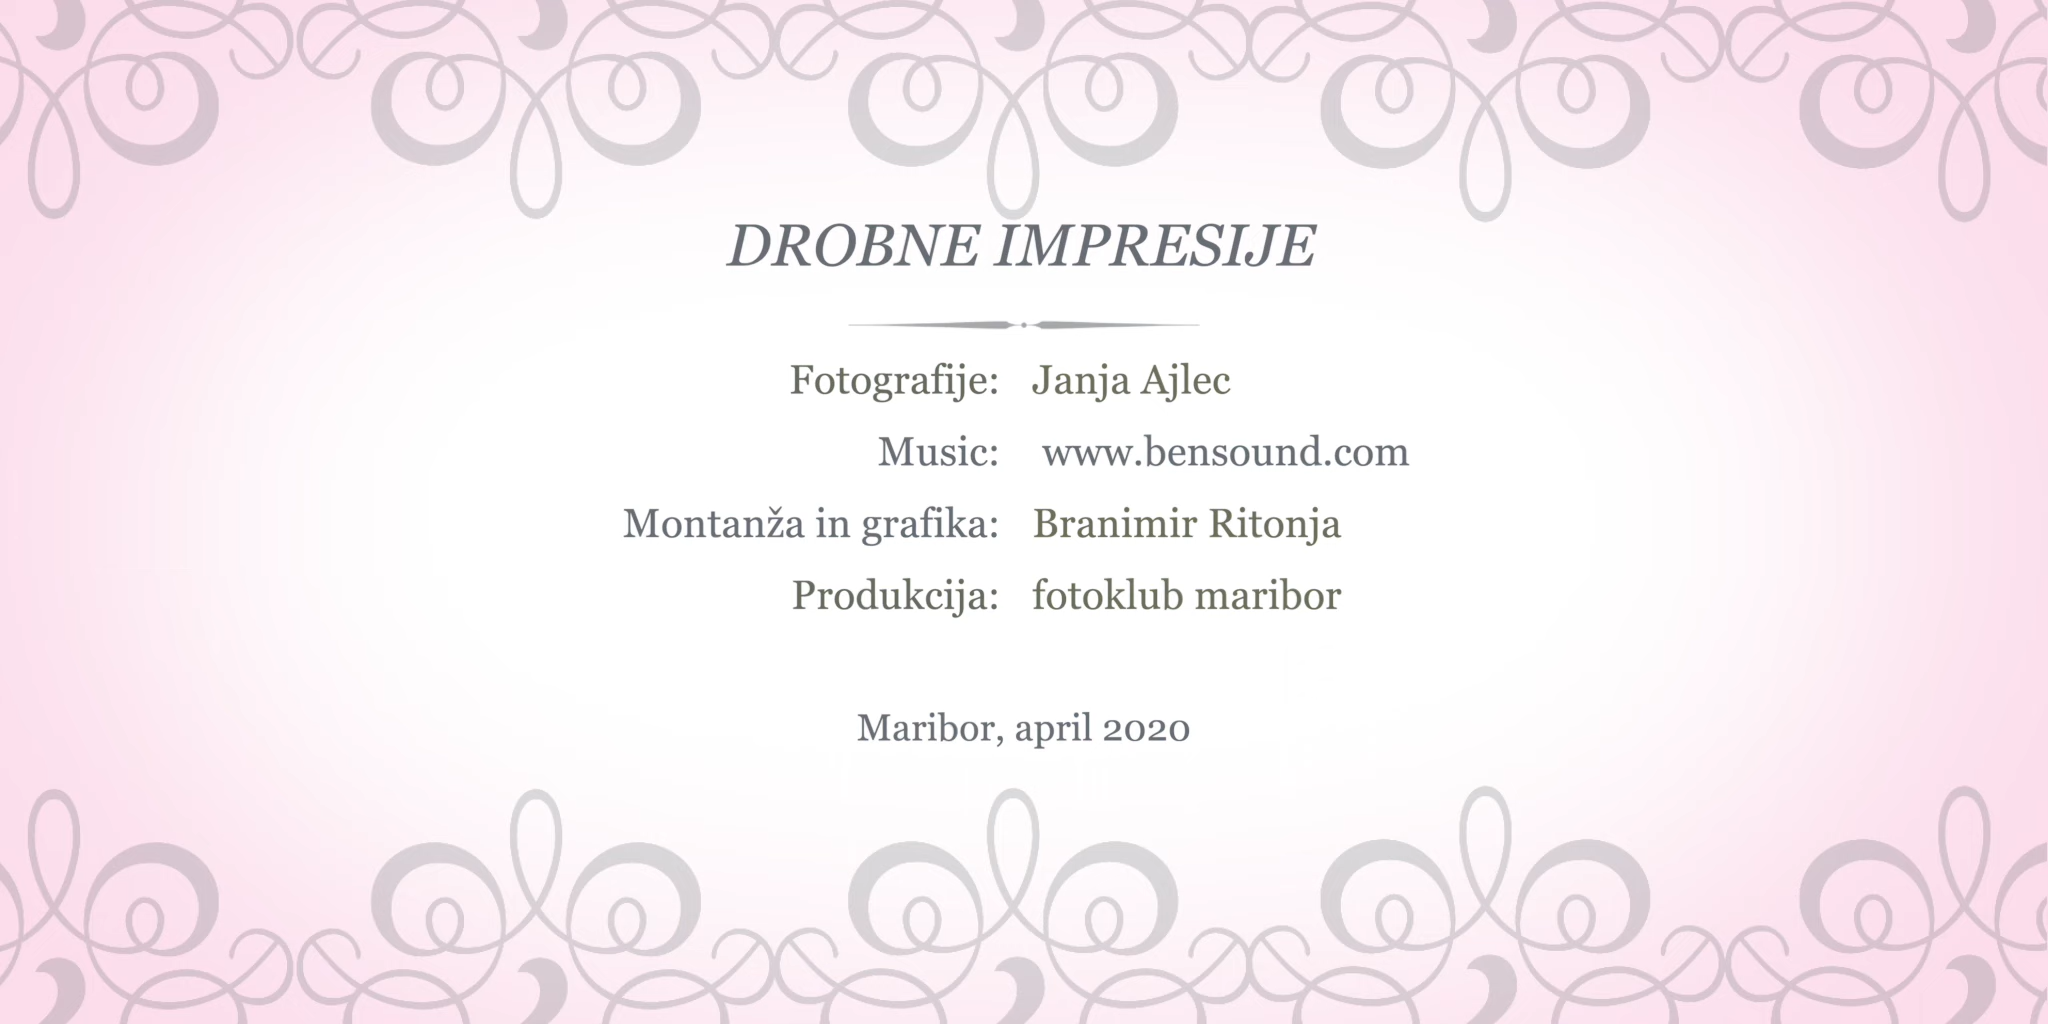 DROBNE IMPRESIJE
Fotografije: Janja Ajlec
Music: www.bensound.com
Montanža in grafika: Branimir Ritonja
Produkcija: fotoklub maribor
Maribor, april 2020